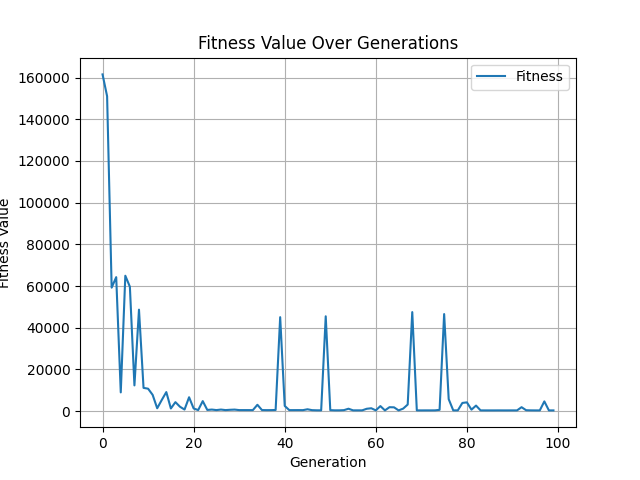 Fitness Value Over Generations
Fitness
160000
140000
120000
100000
80000
60000
40000
20000
0
Fitness Value
0 20 40 60 80 100
Generation